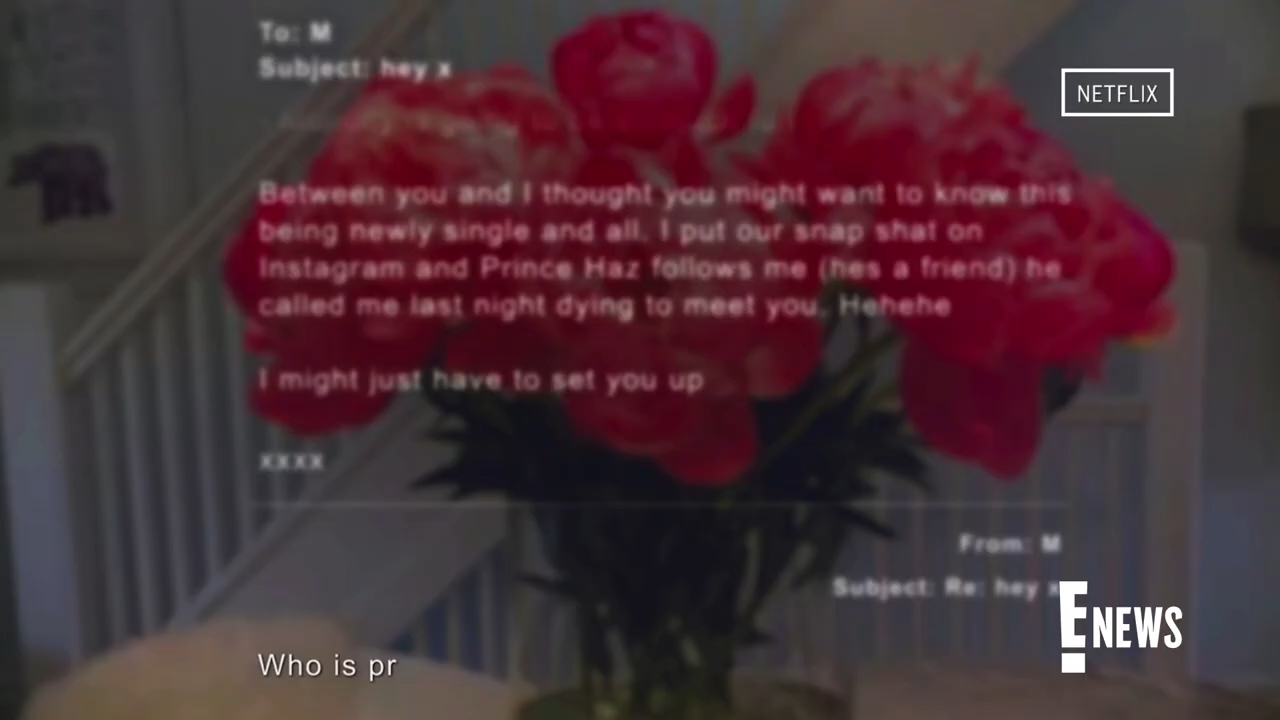 To: M
Subject: hey x
NETFLIX
Between you and I thought you might want to know this
being newly single and all. I put our snap shat on
Instagram and Prince Haz follows me (hes a friend) he
called me last night dying to meet you. Hehehe
I might just have to set you up
xxxx
From: M
Subject: Re: hey x
E! NEWS
Who is pr